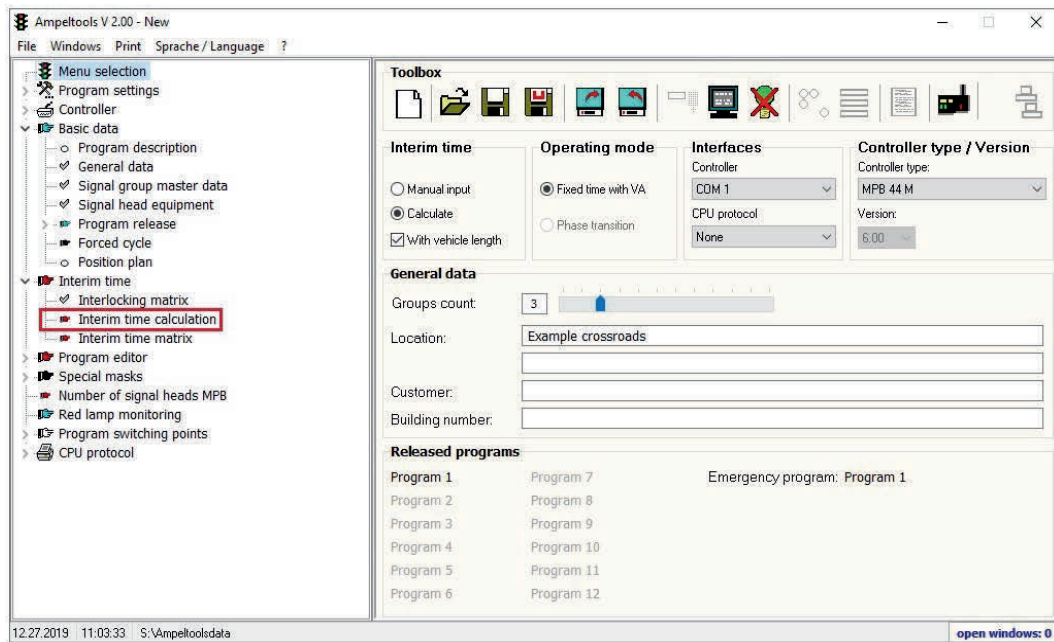 Ampeltools V 2.00 - New
File Windows Print Sprache / Language ?
Menu selection
Program settings
Controller
Basic data
Program description
General data
Signal group master data
Signal head equipment
Program release
Forced cycle
Position plan
Interim time
Interlocking matrix
Interim time calculation
Interim time matrix
Program editor
Special masks
Number of signal heads MPB
Red lamp monitoring
Program switching points
CPU protocol
Toolbox
Interim time
Manual input
Calculate
With vehicle length
Operating mode
Fixed time with VA
Phase transition
Interfaces
Controller
COM 1
CPU protocol
None
Controller type / Version
Controller type:
MPB 44 M
Version:
6.00
General data
Groups count: 3
Location: Example crossroads
Customer:
Building number:
Released programs
Program 1 Program 7 Emergency program: Program 1
Program 2 Program 8
Program 3 Program 9
Program 4 Program 10
Program 5 Program 11
Program 6 Program 12
12.27.2019 11:03:33 S:\Ampeltoolsdata open windows: 0